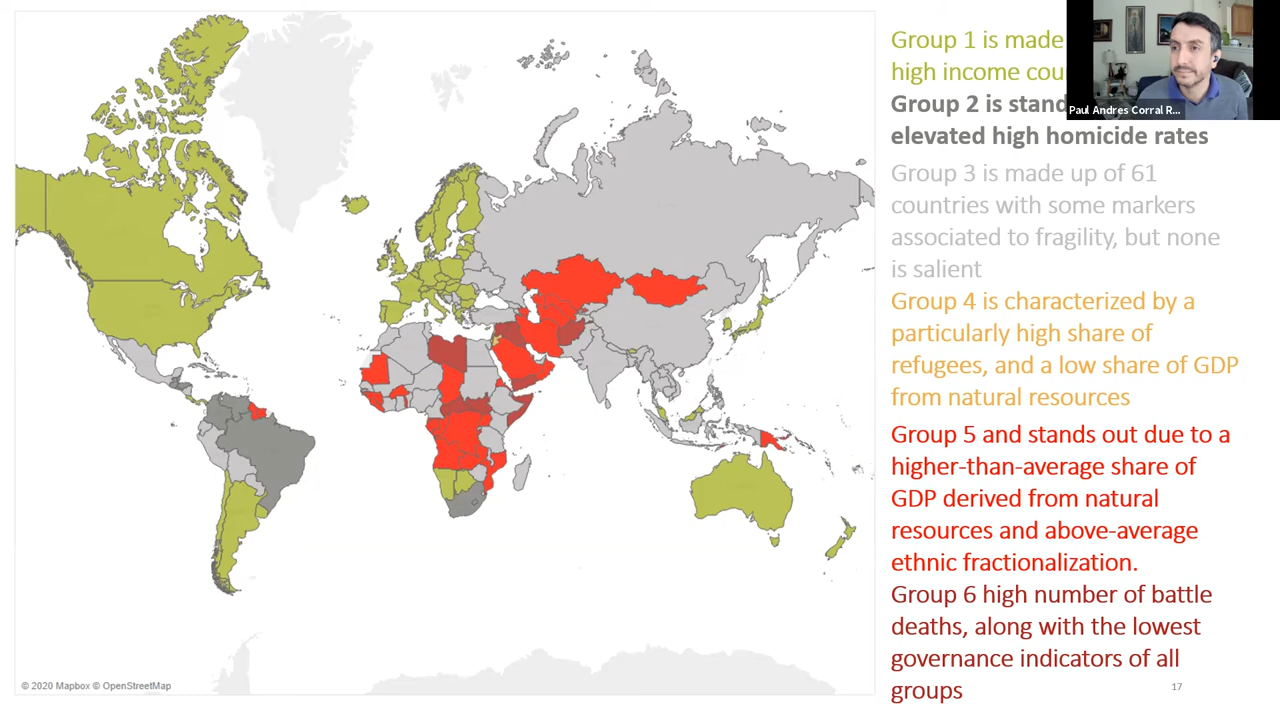 Group 1 is made
high income
Group 2 is
elevated high homicide rates
Group 3 is made up of 61
countries with some markers
associated to fragility, but none
is salient
Group 4 is characterized by a
particularly high share of
refugees, and a low share of GDP
from natural resources
Group 5 and stands out due to a
higher-than-average share of
GDP derived from natural
resources and above-average
ethnic fractionalization.
Group 6 high number of battle
deaths, along with the lowest
governance indicators of all
groups
Paul Andres Corral R...
© 2020 Mapbox © OpenStreetMap
17